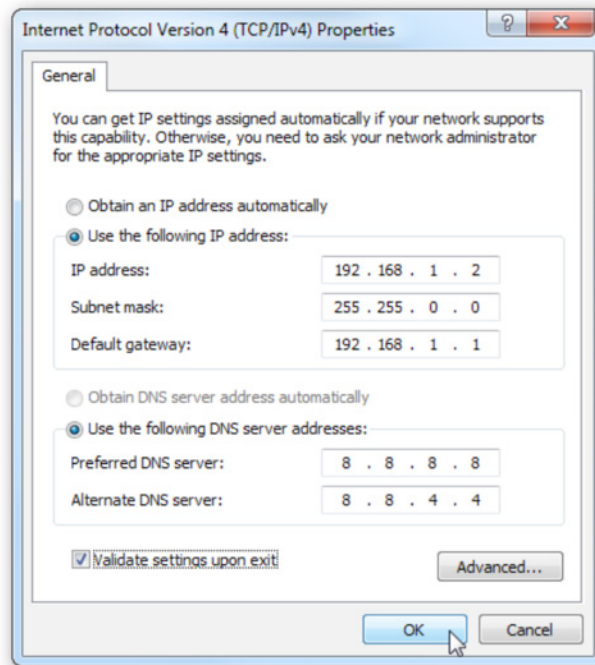 Internet Protocol Version 4 (TCP/IPv4) Properties
General
You can get IP settings assigned automatically if your network supports
this capability. Otherwise, you need to ask your network administrator
for the appropriate IP settings.
Obtain an IP address automatically
Use the following IP address:
IP address: 192 . 168 . 1 . 2
Subnet mask: 255 . 255 . 0 . 0
Default gateway: 192 . 168 . 1 . 1
Obtain DNS server address automatically
Use the following DNS server addresses:
Preferred DNS server: 8 . 8 . 8 . 8
Alternate DNS server: 8 . 8 . 4 . 4
Validate settings upon exit
Advanced...
OK Cancel